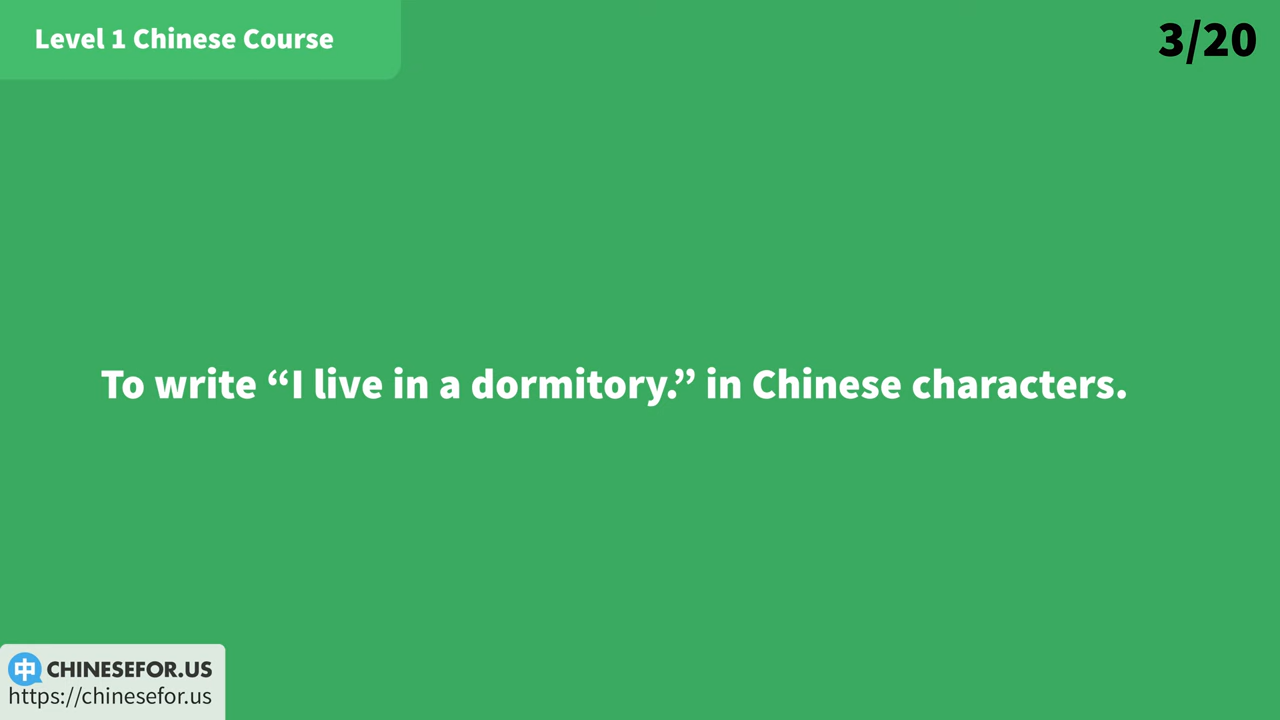 Level 1 Chinese Course
3/20
To write “I live in a dormitory.” in Chinese characters.
中 CHINESEFOR.US
https://chinesefor.us